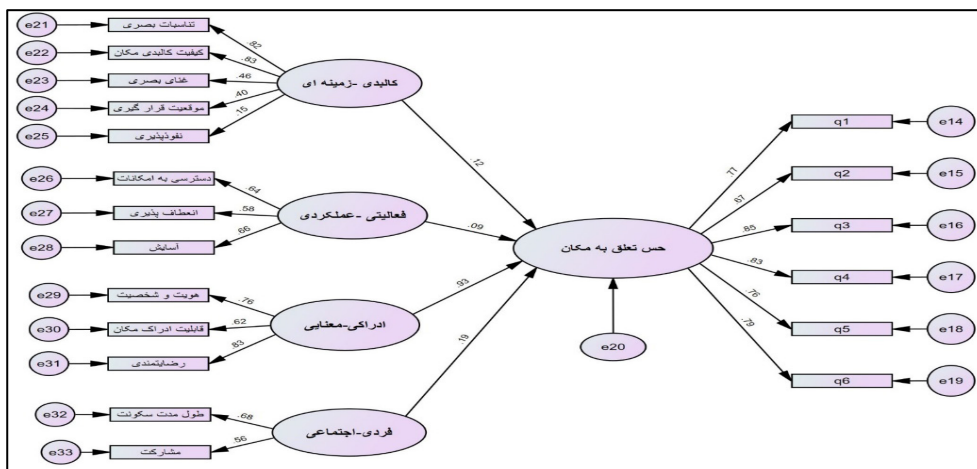 e21
تناسبات بصری
.82
e22
کیفیت کالبدی مکان
.83
e23
غنای بصری
.46
e24
موقعیت قرار گیری
.40
e25
نفوذپذیری
.15
کالبدی -زمینه ای
.12
e26
دسترسی به امکانات
.64
e27
انعطاف پذیری
.58
e28
آسایش
.66
فعالیتی -عملکردی
.09
e29
هویت و شخصیت
.76
e30
قابلیت ادراک مکان
.62
e31
رضایتمندی
.83
ادراکی-معنایی
.93
e32
طول مدت سکونت
.68
e33
مشارکت
.56
فردی-اجتماعی
.19
حس تعلق به مکان
e20
.77
q1
e14
.67
q2
e15
.85
q3
e16
.83
q4
e17
.76
q5
e18
.79
q6
e19